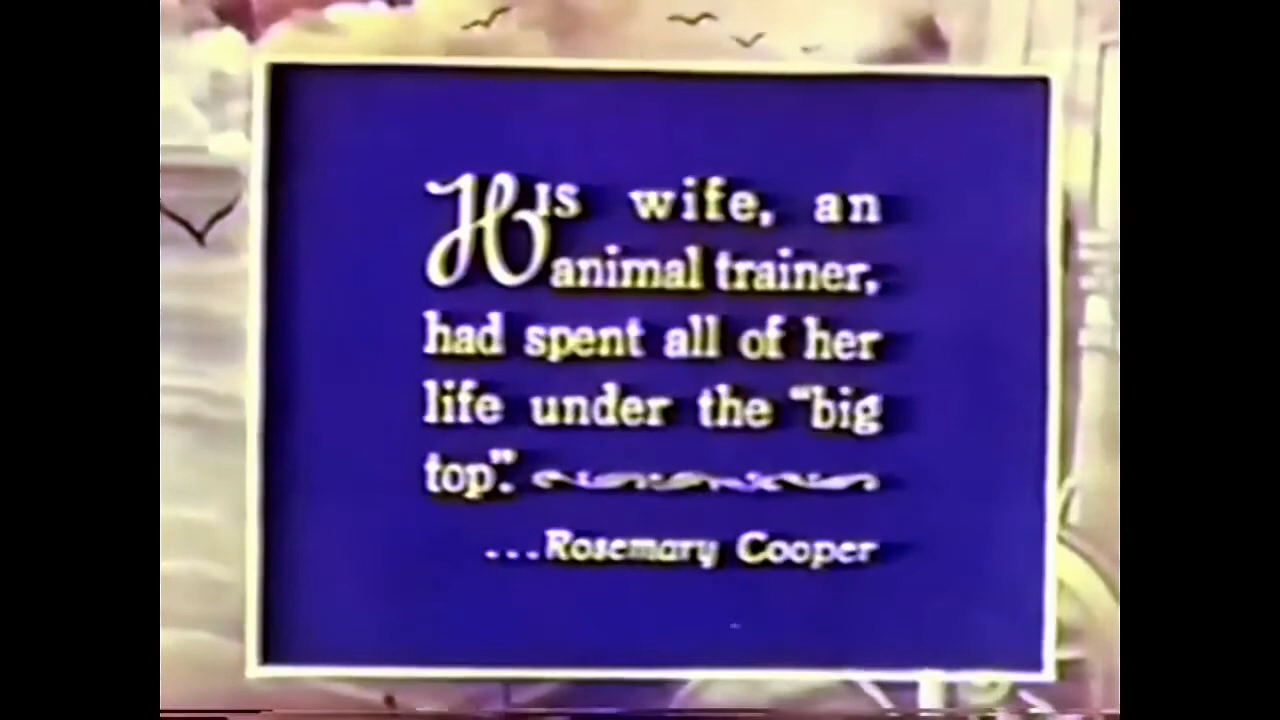 His wife, an
animal trainer,
had spent all of her
life under the "big
top".
...Rosemary Cooper